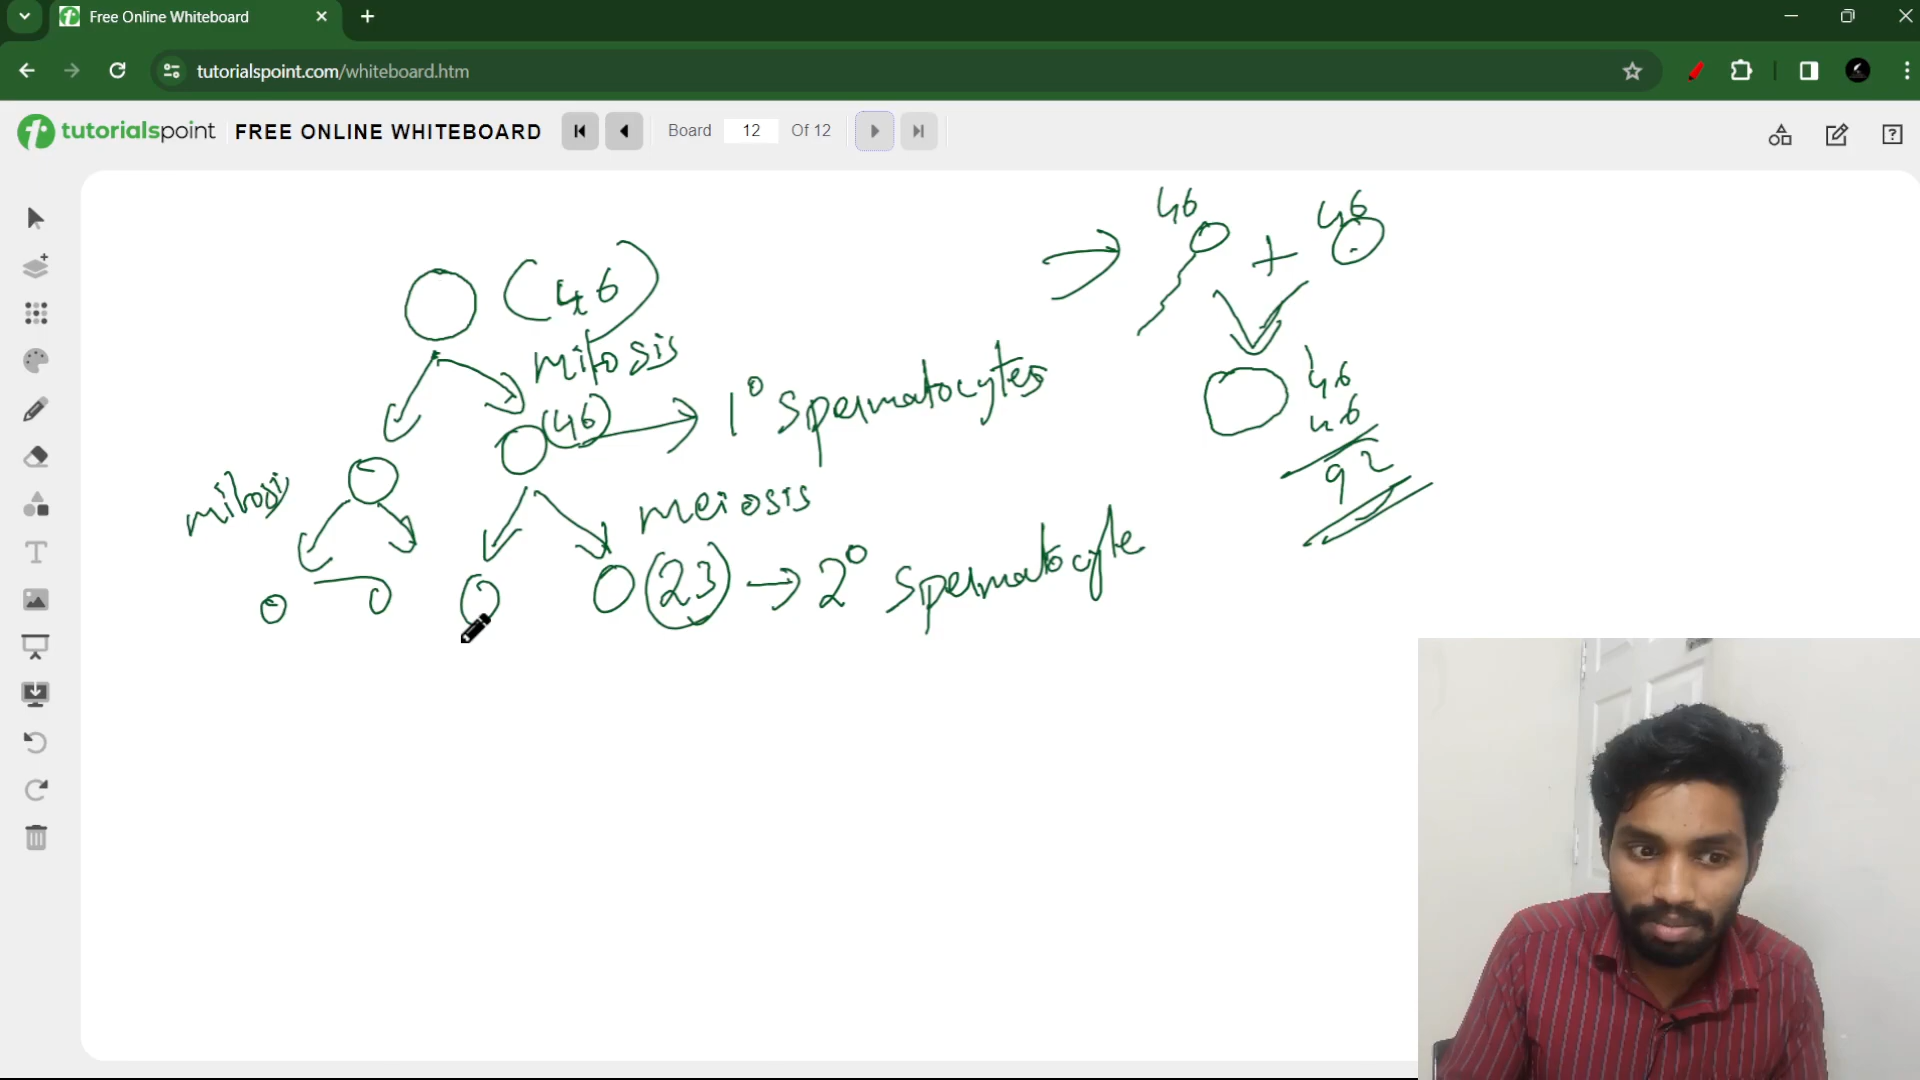 Free Online Whiteboard
tutorialspoint.com/whiteboard.htm
tutorialspoint FREE ONLINE WHITEBOARD Board 12 Of 12
46 + 46
(46)
mitosis
46
46
92
(46) → 1° spermatocytes
mitosis
meiosis
(23) → 2° spermatocyte